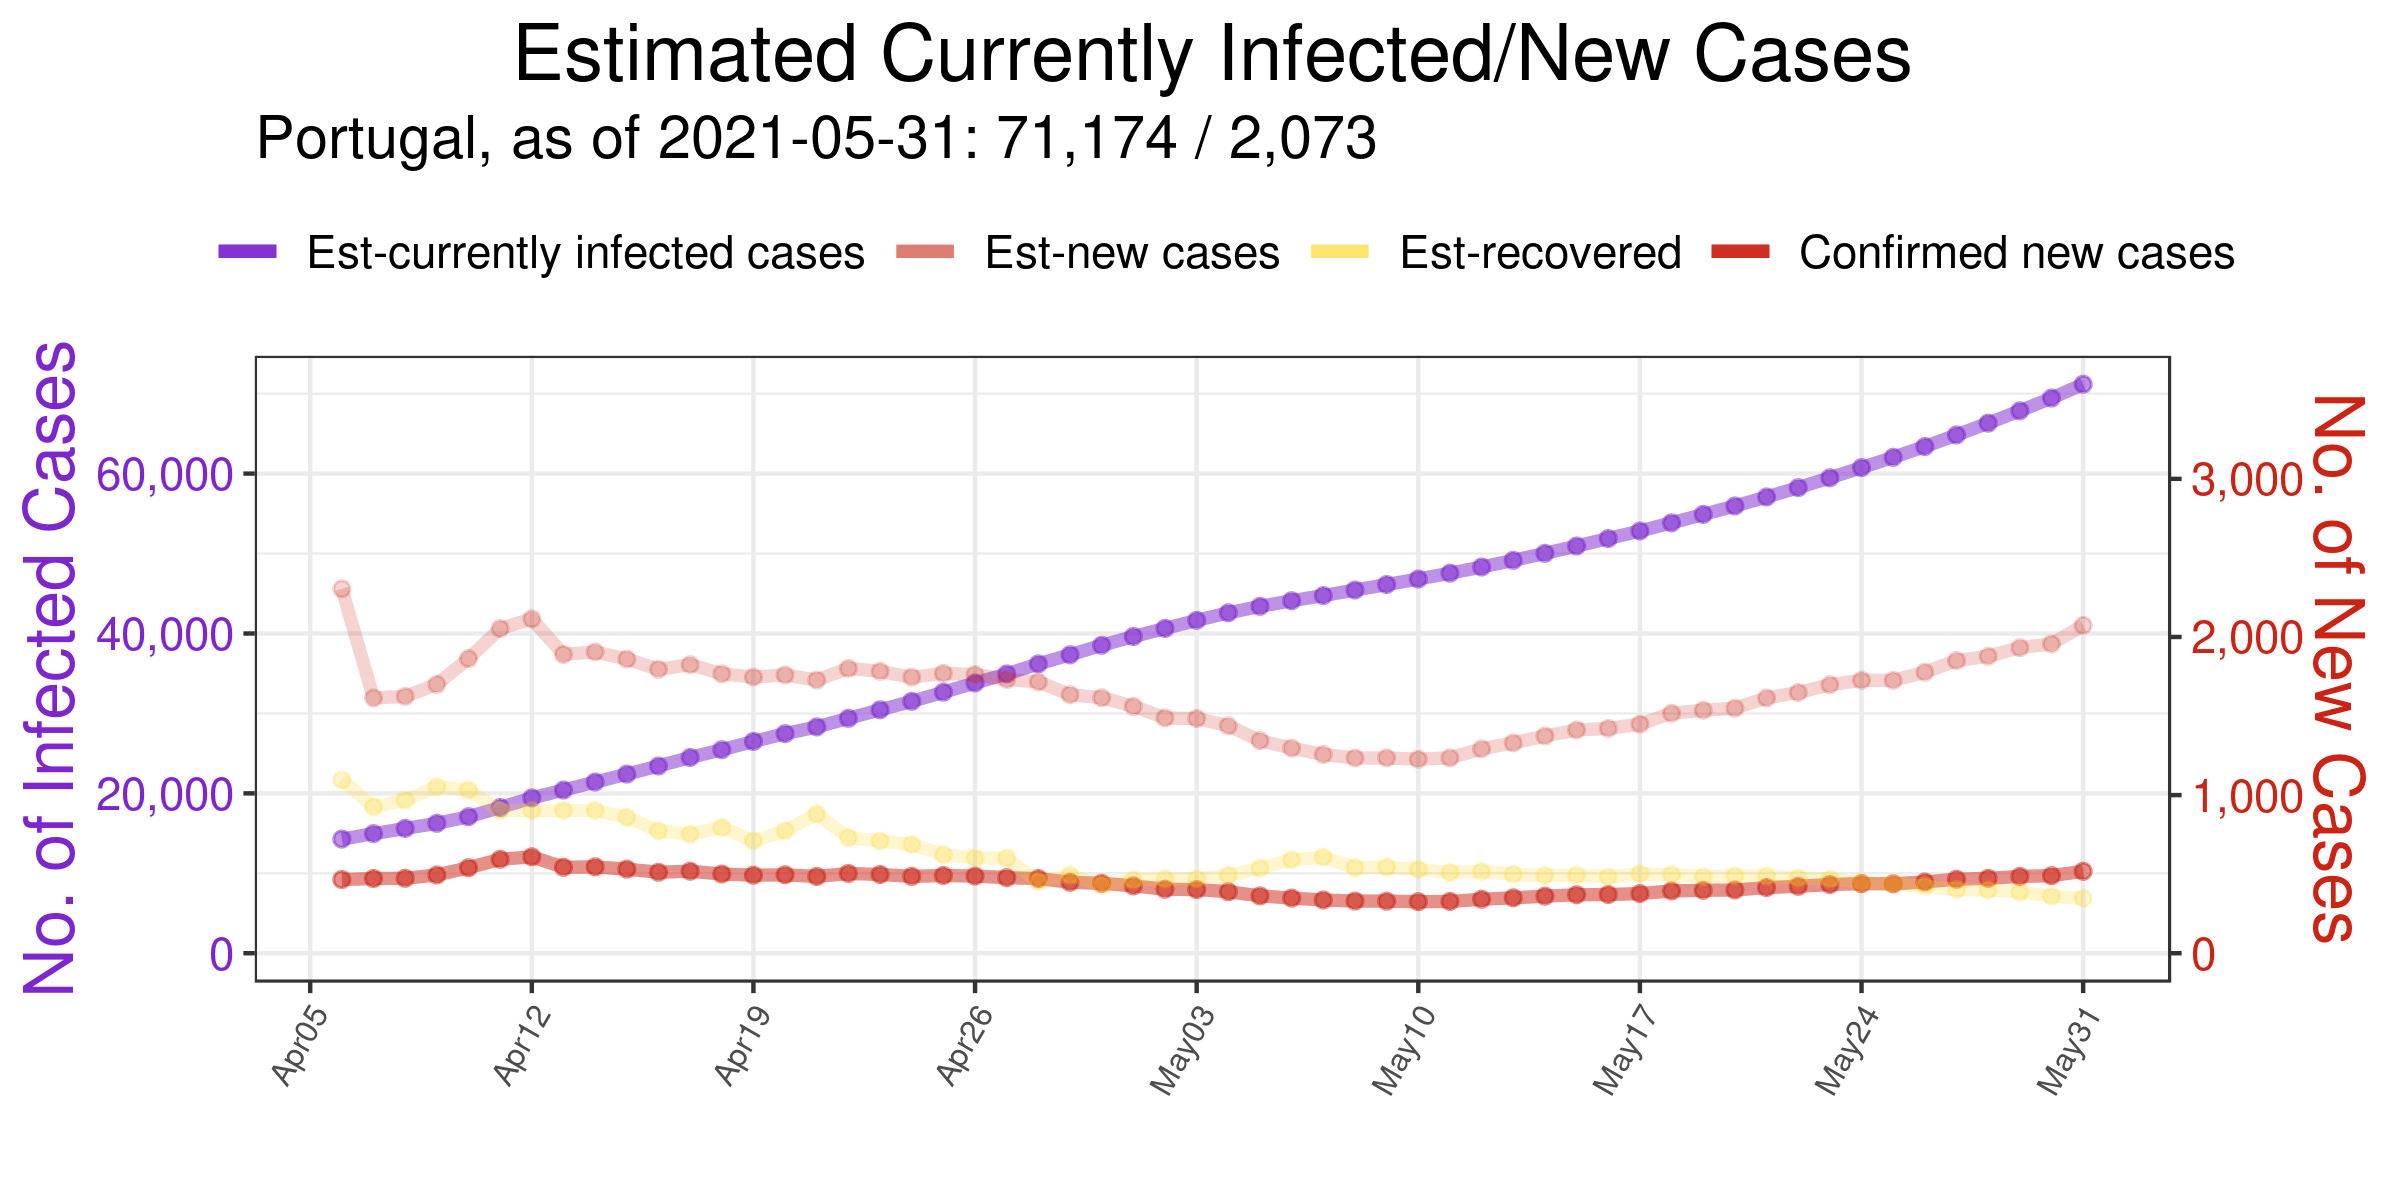 Estimated Currently Infected/New Cases
Portugal, as of 2021-05-31: 71,174 / 2,073
Est-currently infected cases Est-new cases Est-recovered Confirmed new cases
No. of Infected Cases
60,000
40,000
20,000
0
3,000
2,000
1,000
0
No. of New Cases
Apr05 Apr12 Apr19 Apr26 May03 May10 May17 May24 May31